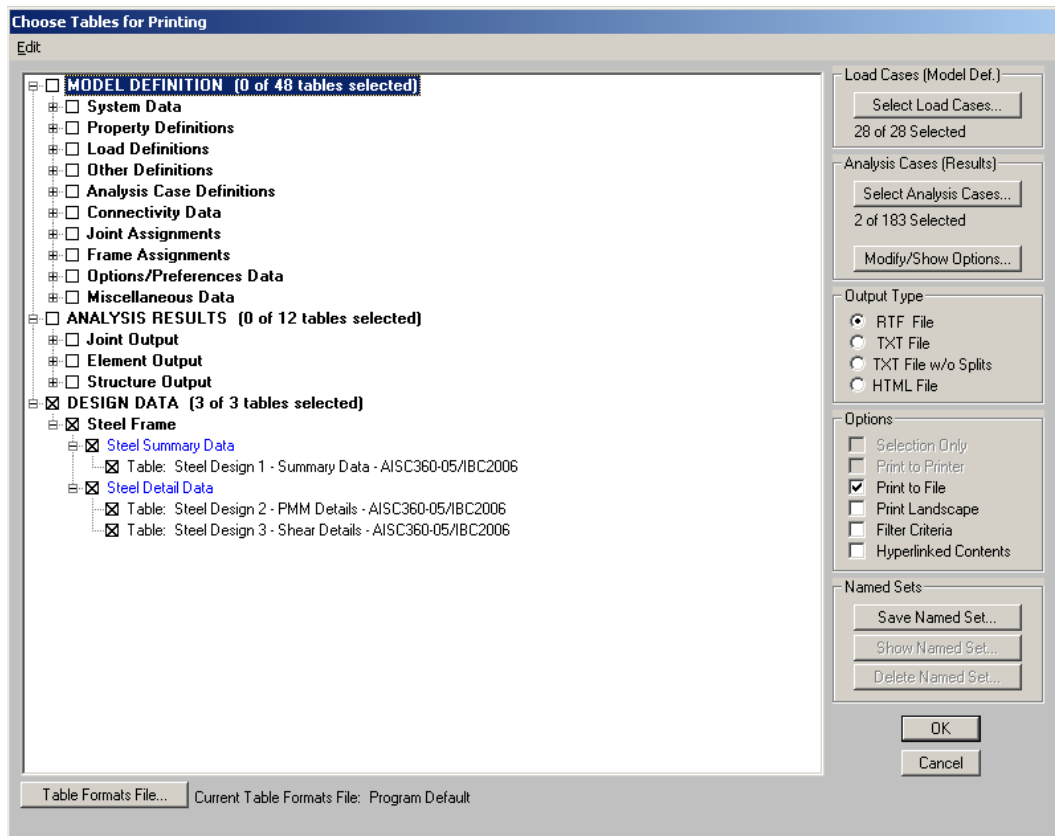 Choose Tables for Printing
Edit
MODEL DEFINITION (0 of 48 tables selected)
System Data
Property Definitions
Load Definitions
Other Definitions
Analysis Case Definitions
Connectivity Data
Joint Assignments
Frame Assignments
Options/Preferences Data
Miscellaneous Data
ANALYSIS RESULTS (0 of 12 tables selected)
Joint Output
Element Output
Structure Output
DESIGN DATA (3 of 3 tables selected)
Steel Frame
Steel Summary Data
Table: Steel Design 1 - Summary Data - AISC360-05/IBC2006
Steel Detail Data
Table: Steel Design 2 - PMM Details - AISC360-05/IBC2006
Table: Steel Design 3 - Shear Details - AISC360-05/IBC2006
Table Formats File...
Current Table Formats File: Program Default
Load Cases (Model Def.)
Select Load Cases...
28 of 28 Selected
Analysis Cases (Results)
Select Analysis Cases...
2 of 183 Selected
Modify/Show Options...
Output Type
RTF File
TXT File
TXT File w/o Splits
HTML File
Options
Selection Only
Print to Printer
Print to File
Print Landscape
Filter Criteria
Hyperlinked Contents
Named Sets
Save Named Set...
Show Named Set...
Delete Named Set...
OK
Cancel